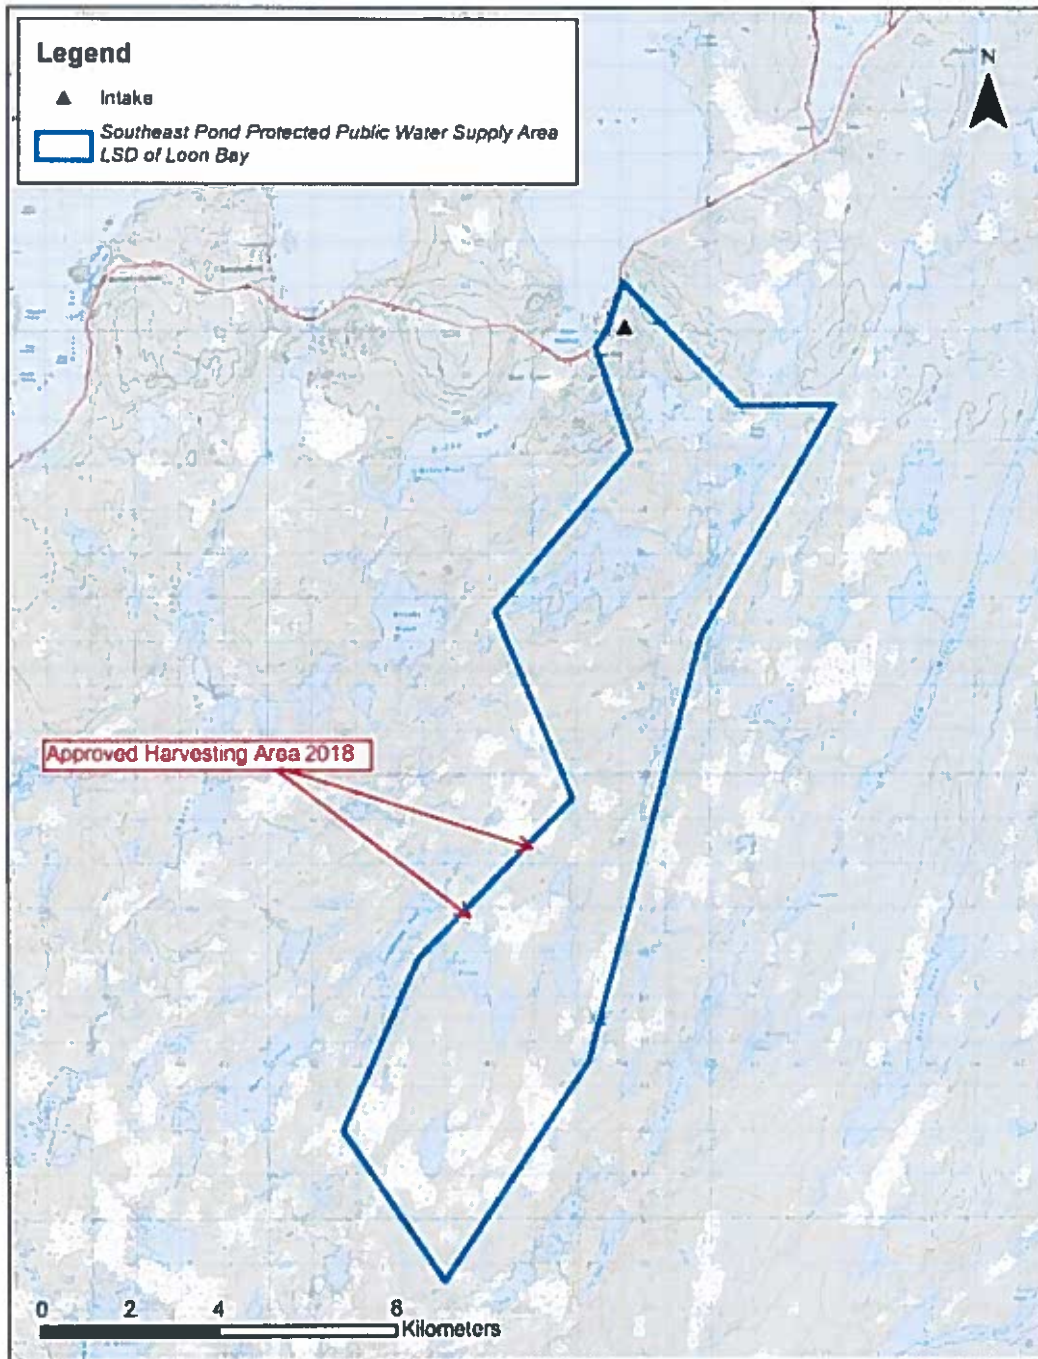 Legend
Intake
Southeast Pond Protected Public Water Supply Area
LSD of Loon Bay
N
Approved Harvesting Area 2018
0 2 4 8
Kilometers